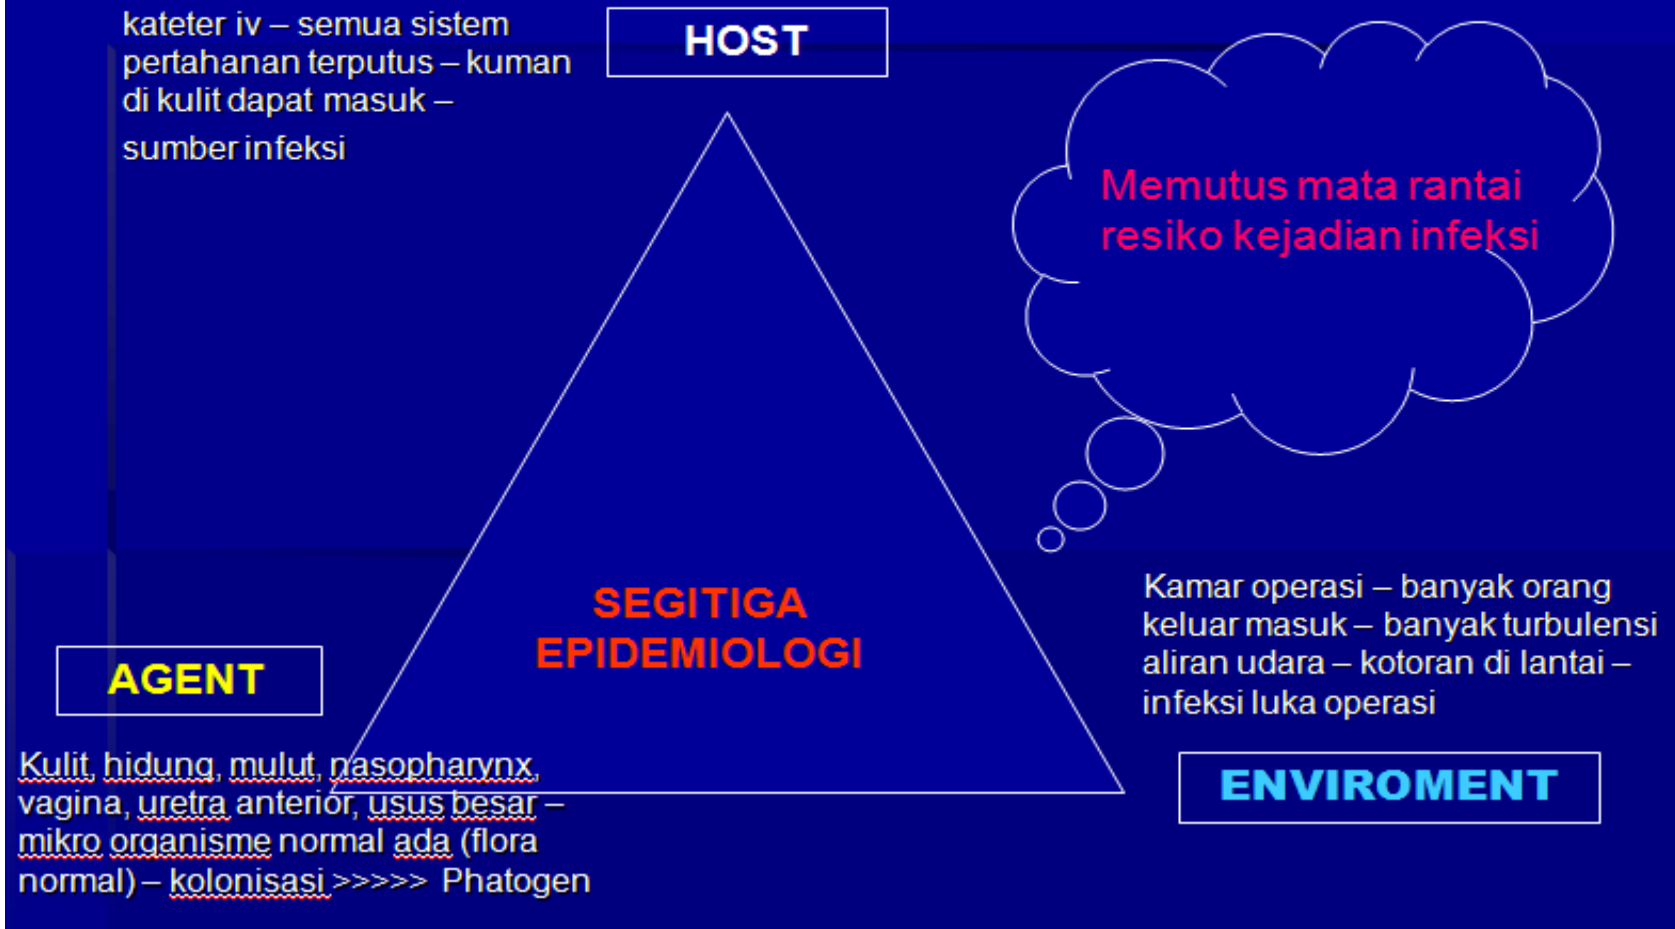 kateter iv – semua sistem
pertahanan terputus – kuman
di kulit dapat masuk –
sumber infeksi
HOST
Memutus mata rantai
resiko kejadian infeksi
SEGITIGA
EPIDEMIOLOGI
AGENT
Kulit, hidung, mulut, nasopharynx,
vagina, uretra anterior, usus besar –
mikro organisme normal ada (flora
normal) – kolonisasi >>>>> Phatogen
Kamar operasi – banyak orang
keluar masuk – banyak turbulensi
aliran udara – kotoran di lantai –
infeksi luka operasi
ENVIROMENT